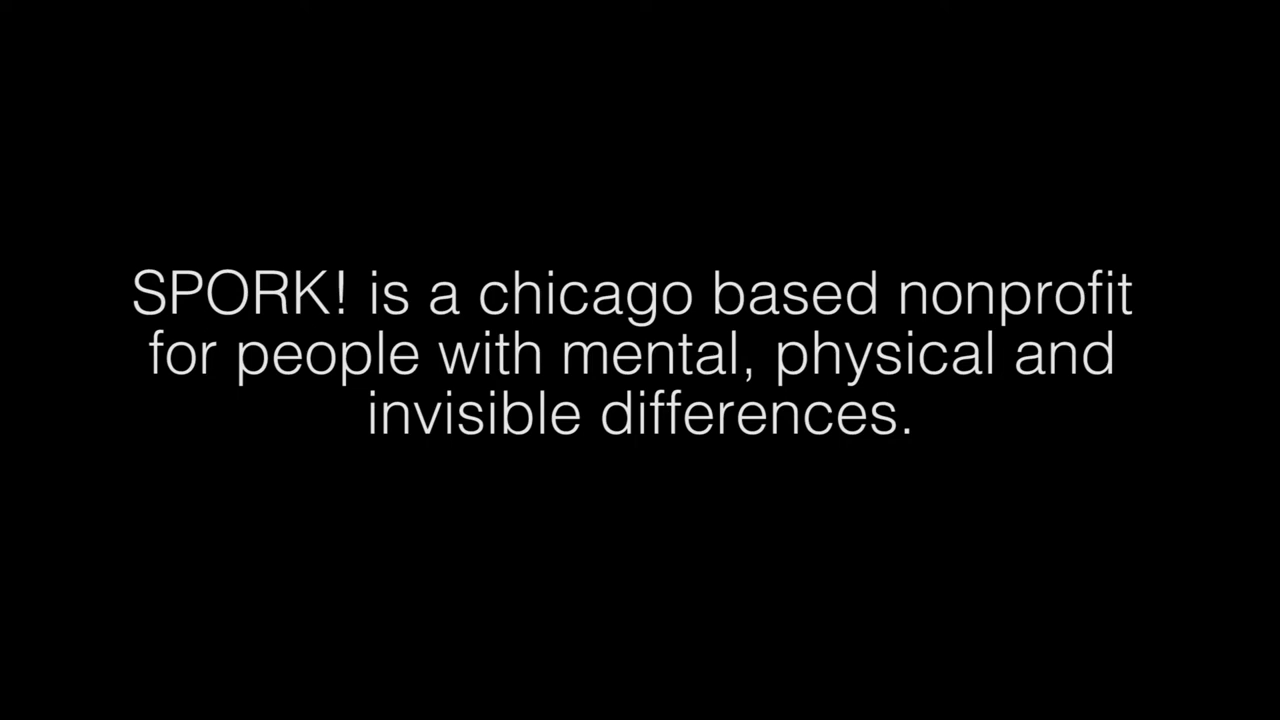 SPORK! is a chicago based nonprofit
for people with mental, physical and
invisible differences.